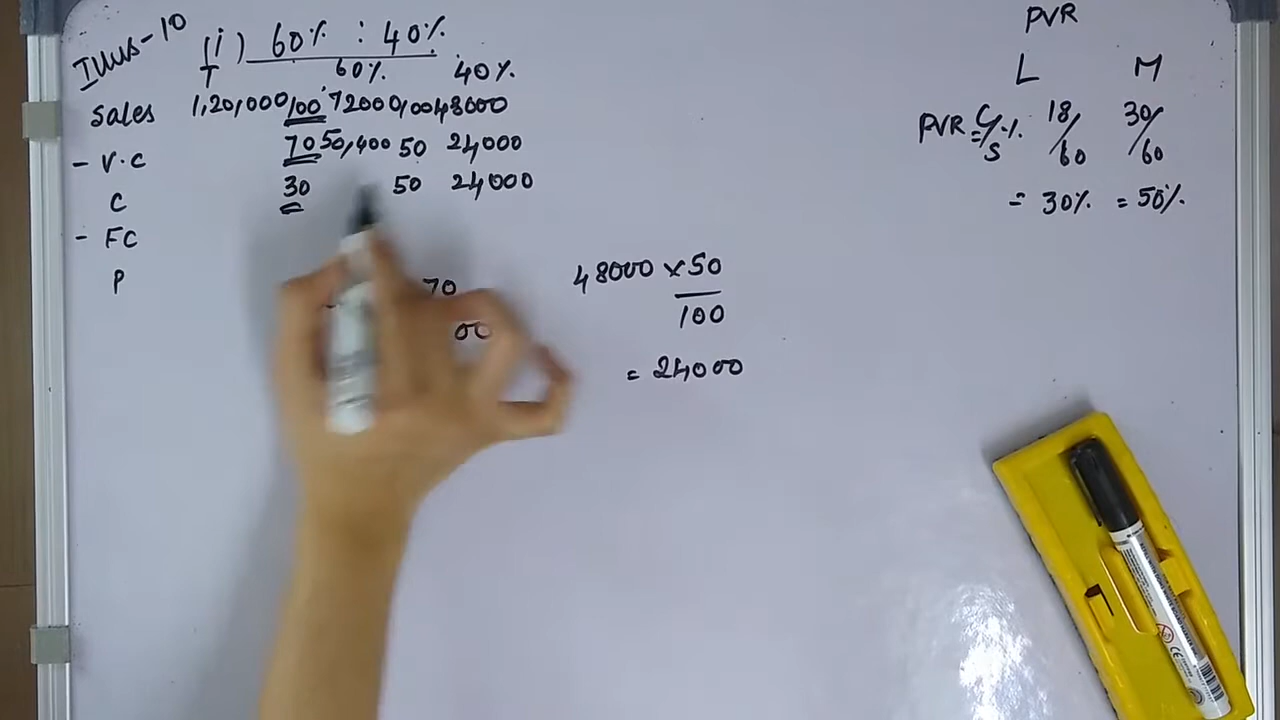 Illus-10 (i) 60% : 40%
T 60% 40%
Sales 1,20,000 100 72000 100 48000
- V.C 70 50,400 50 24000
C 30 50 24000
- FC
P
70
00
48000 x 50
100
= 24000
PVR
L M
PVR = C/S % 18/60 30/60
= 30% = 50%